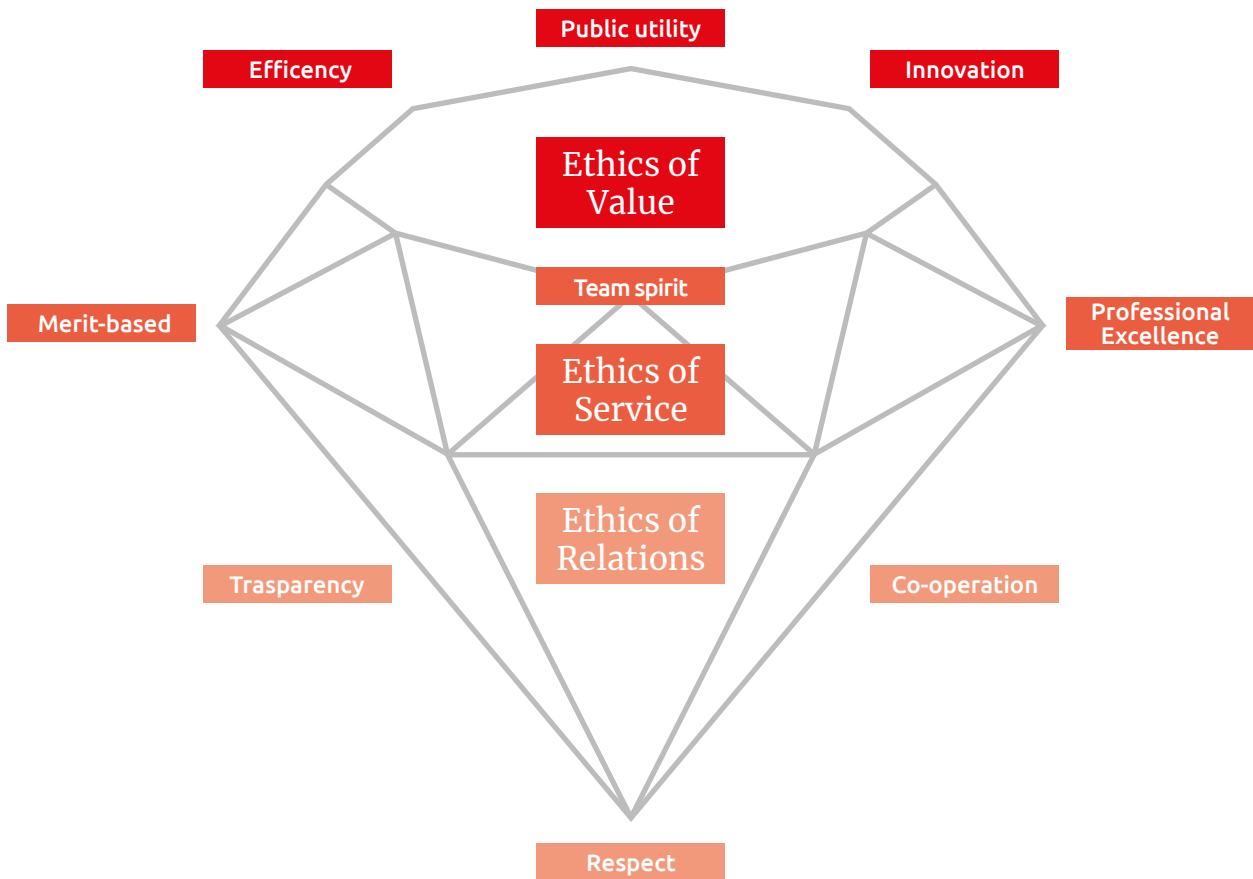 Public utility
Efficency
Innovation
Ethics of
Value
Team spirit
Merit-based
Professional
Excellence
Ethics of
Service
Ethics of
Relations
Trasparency
Co-operation
Respect